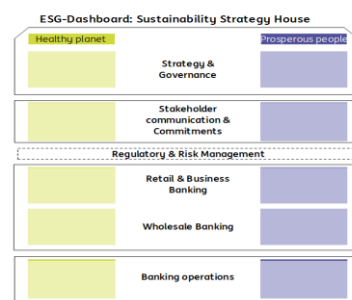 ESG-Dashboard: Sustainability Strategy House
Healthy planet
Prosperous people
Strategy &
Governance
Stakeholder
communication &
Commitments
Regulatory & Risk Management
Retail & Business
Banking
Wholesale Banking
Banking operations